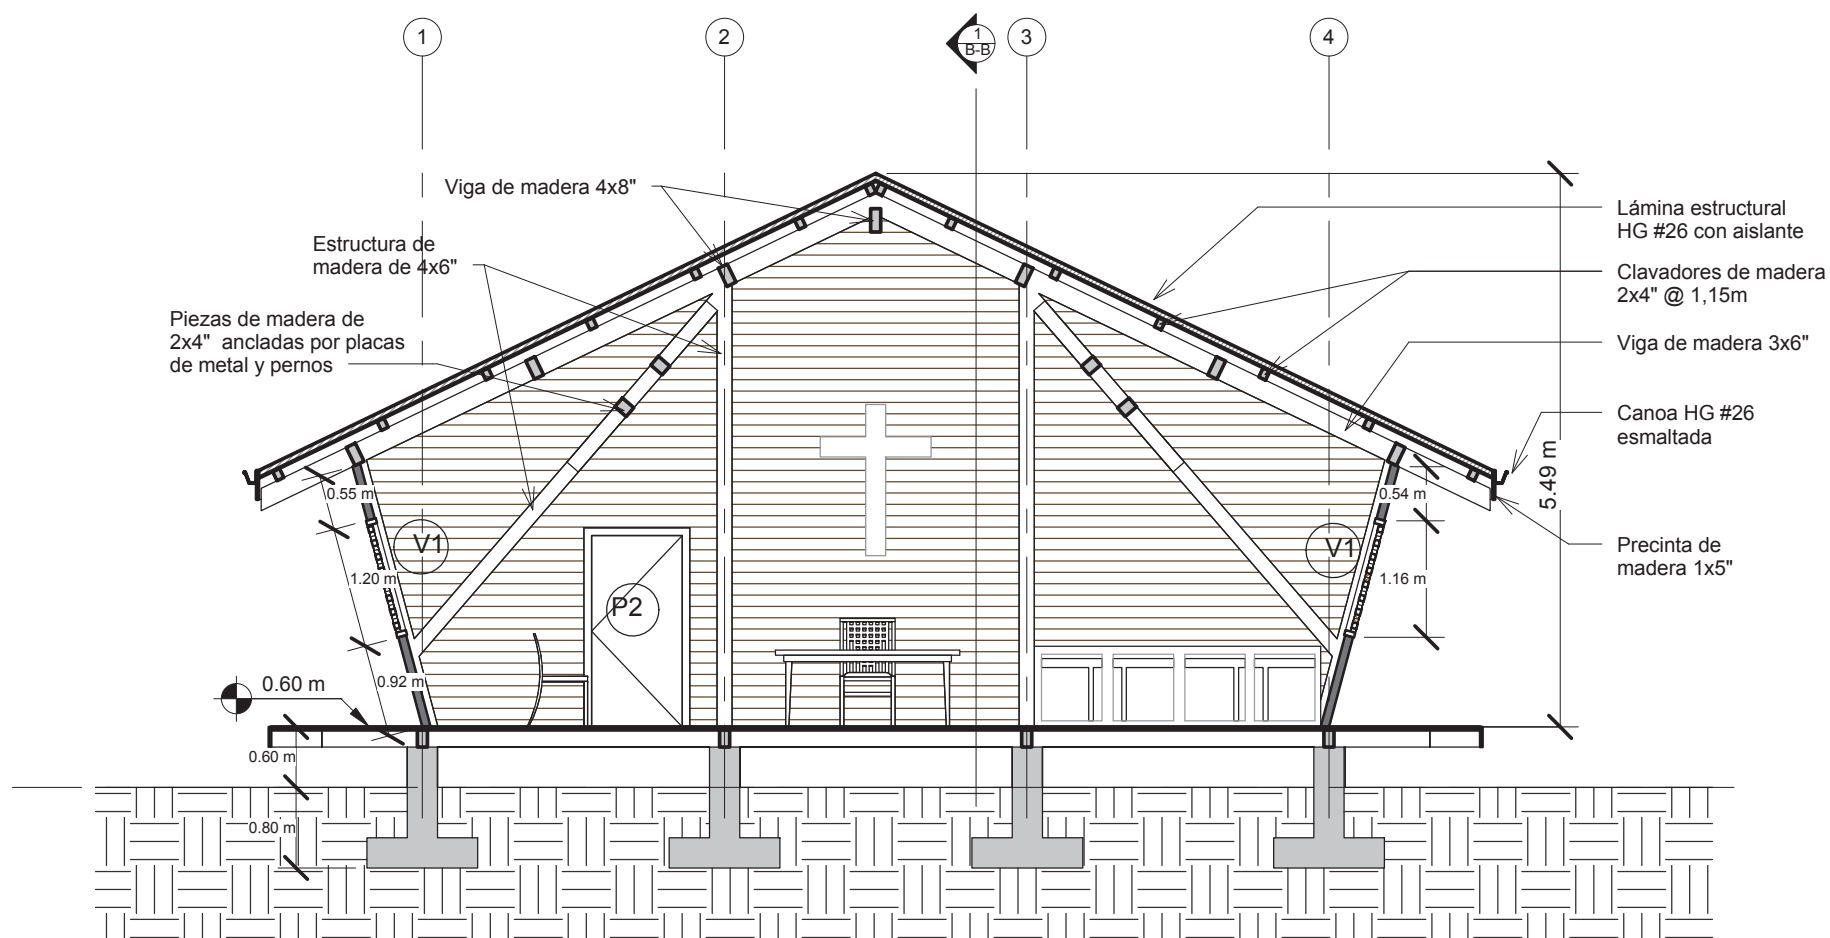 1
2
1
B-B
3
4
Viga de madera 4x8"
Estructura de
madera de 4x6"
Piezas de madera de
2x4" ancladas por placas
de metal y pernos
Lámina estructural
HG #26 con aislante
Clavadores de madera
2x4" @ 1,15m
Viga de madera 3x6"
Canoa HG #26
esmaltada
Precinta de
madera 1x5"
5.49 m
0.55 m
1.20 m
0.92 m
V1
P2
V1
0.54 m
1.16 m
0.60 m
0.60 m
0.80 m